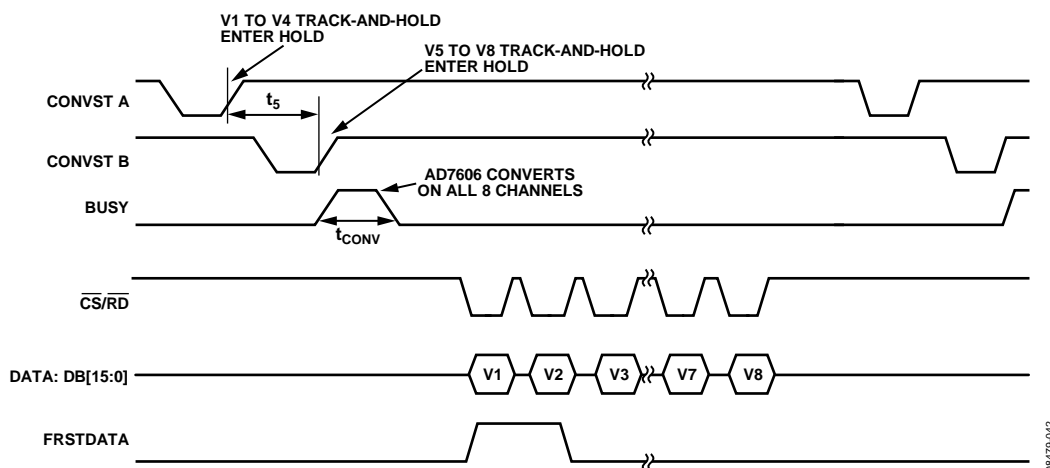 V1 TO V4 TRACK-AND-HOLD
ENTER HOLD
V5 TO V8 TRACK-AND-HOLD
ENTER HOLD
CONVST A
t5
CONVST B
AD7606 CONVERTS
ON ALL 8 CHANNELS
BUSY
tCONV
CS/RD
DATA: DB[15:0]
V1
V2
V3
V7
V8
FRSTDATA
08479-042